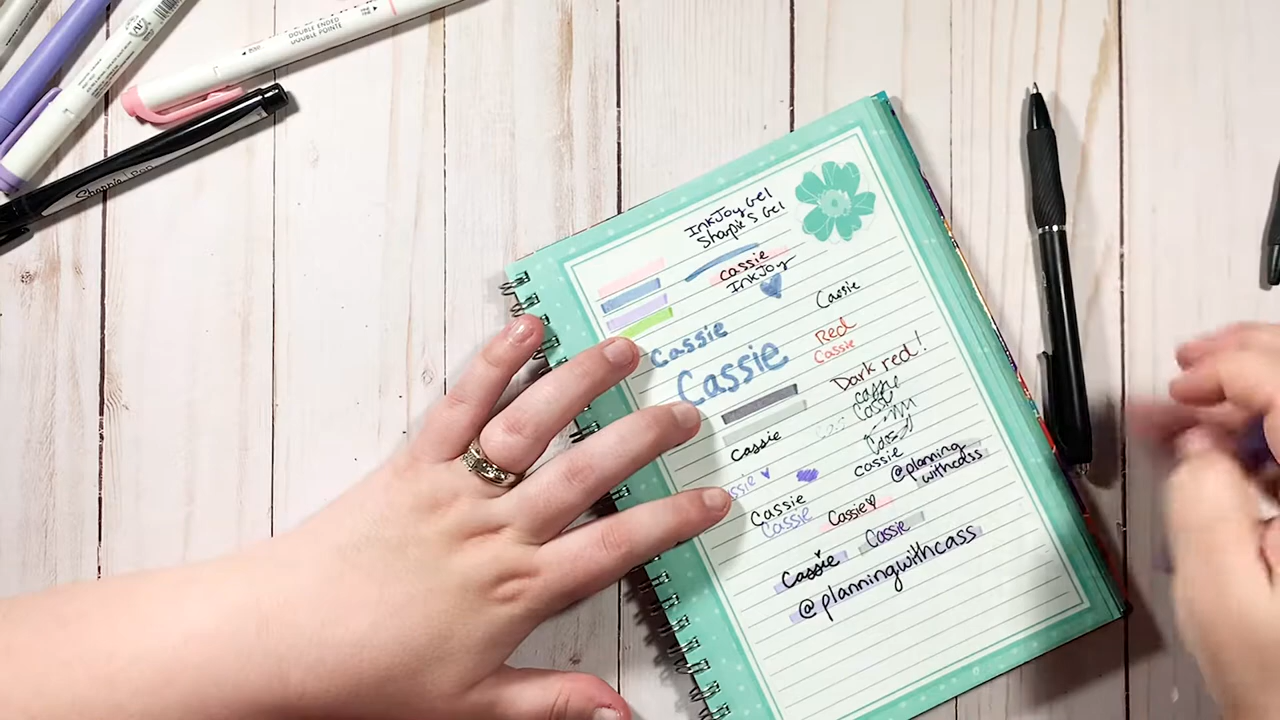 DOUBLE ENDED
DOUBLE POINTE
Sharpie
InkJoy Gel
Sharpie S Gel
cassie
InkJoy
Cassie
Cassie
Red
Cassie
Cassie
Dark red!
Cassie
cassie
@planning
withcass
Cassie
Cassie
Cassie
Cassie♡
Cassie
Cassie
@planningwithcass